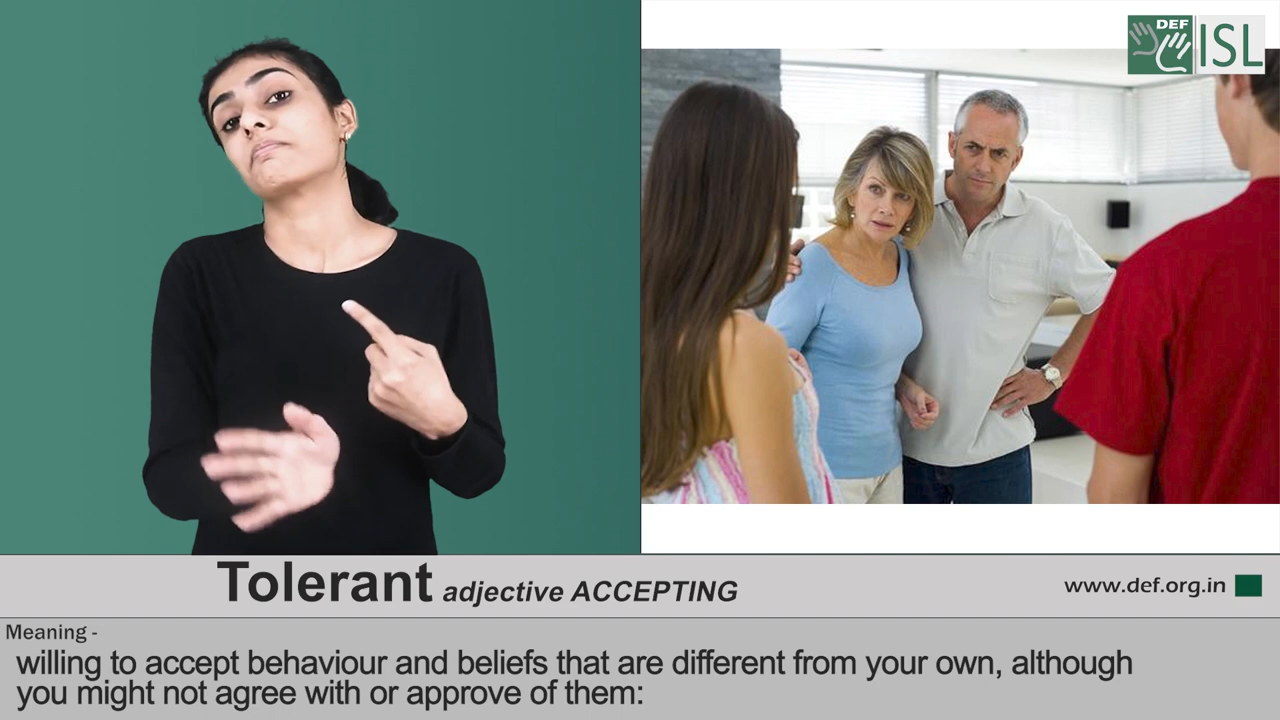 DEF
ISL
Tolerant adjective ACCEPTING
www.def.org.in
Meaning -
willing to accept behaviour and beliefs that are different from your own, although
you might not agree with or approve of them: